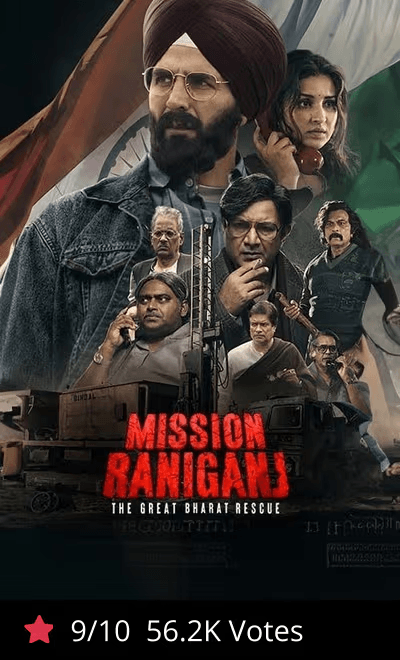 MISSION
RANIGANJ
THE GREAT BHARAT RESCUE
9/10 56.2K Votes